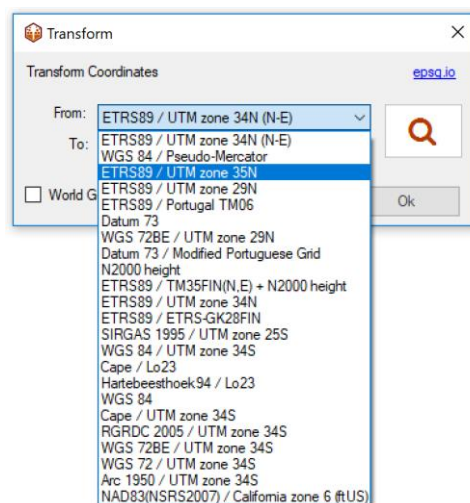 Transform
Transform Coordinates epsg.io
From: ETRS89 / UTM zone 34N (N-E)
To: ETRS89 / UTM zone 34N (N-E)
WGS 84 / Pseudo-Mercator
ETRS89 / UTM zone 35N
ETRS89 / UTM zone 29N
World G ETRS89 / Portugal TM06 Ok
Datum 73
WGS 72BE / UTM zone 29N
Datum 73 / Modified Portuguese Grid
N2000 height
ETRS89 / TM35FIN(N,E) + N2000 height
ETRS89 / UTM zone 34N
ETRS89 / ETRS-GK28FIN
SIRGAS 1995 / UTM zone 25S
WGS 84 / UTM zone 34S
Cape / Lo23
Hartebeesthoek94 / Lo23
WGS 84
Cape / UTM zone 34S
RGRDC 2005 / UTM zone 34S
WGS 72BE / UTM zone 34S
WGS 72 / UTM zone 34S
Arc 1950 / UTM zone 34S
NAD83(NSRS2007) / California zone 6 (ftUS)